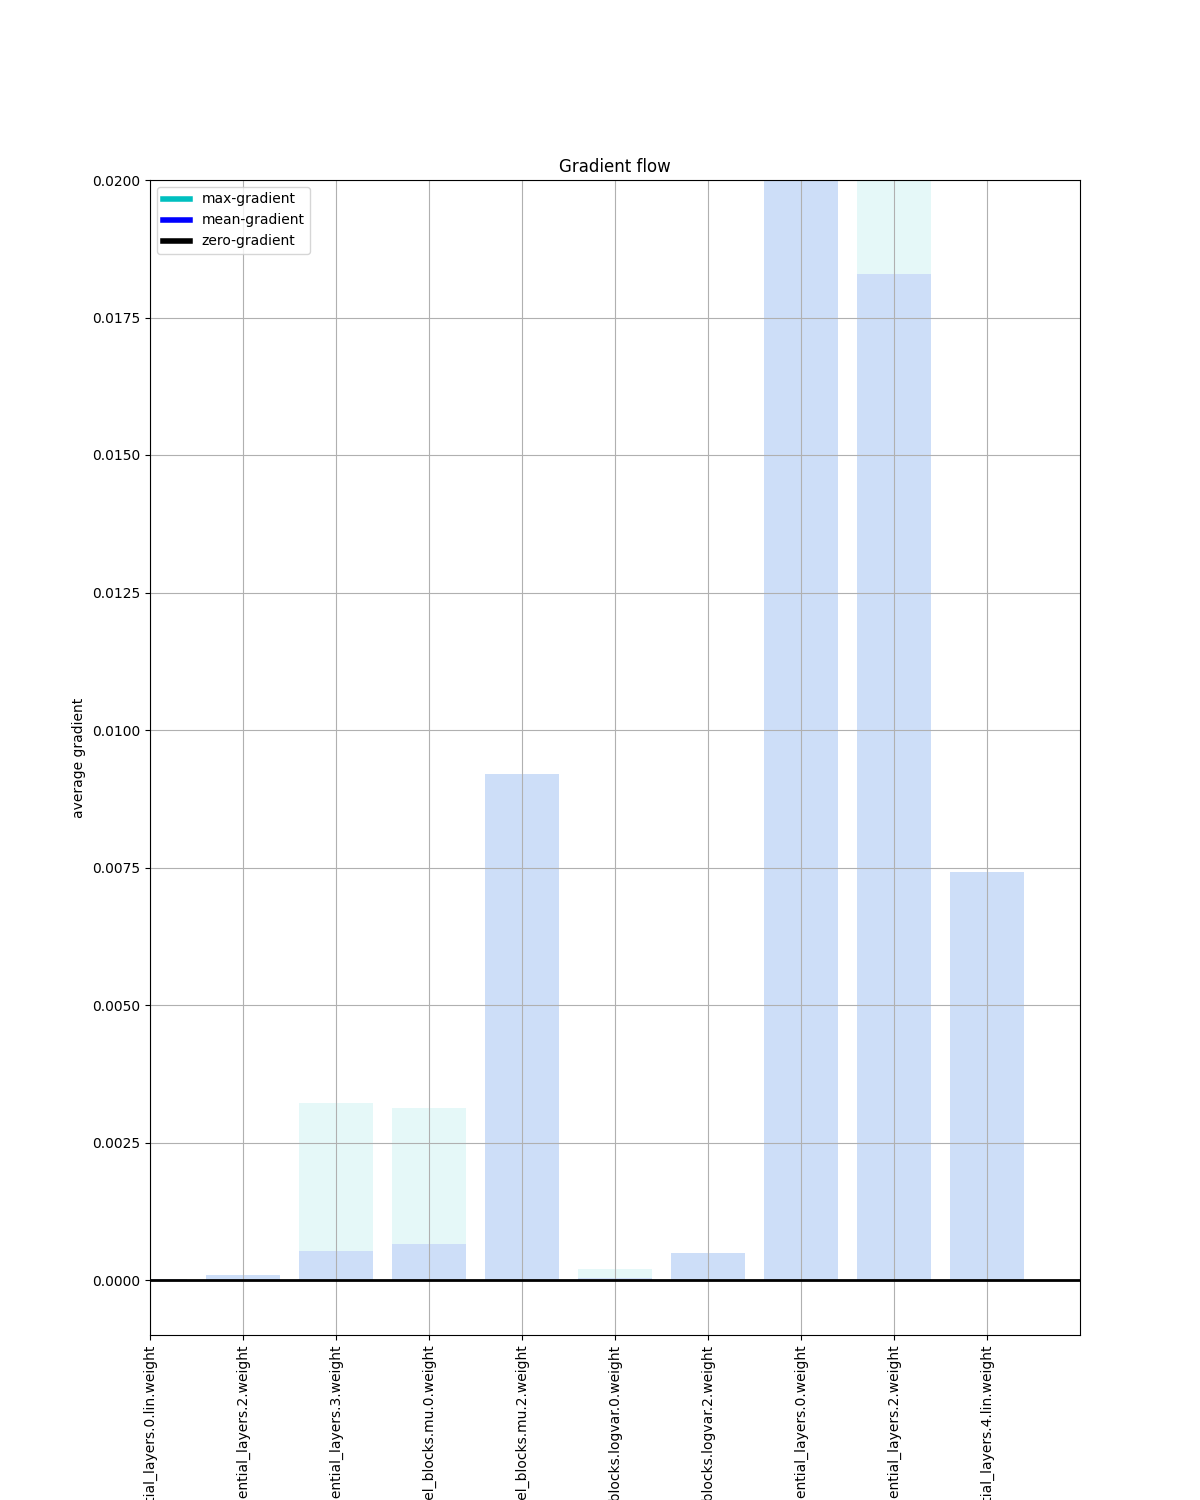 Gradient flow
max-gradient
mean-gradient
zero-gradient
0.0200
0.0175
0.0150
0.0125
0.0100
0.0075
0.0050
0.0025
0.0000
average gradient
tial_layers.0.lin.weight
ential_layers.2.weight
ential_layers.3.weight
el_blocks.mu.0.weight
el_blocks.mu.2.weight
blocks.logvar.0.weight
blocks.logvar.2.weight
ential_layers.0.weight
ential_layers.2.weight
tial_layers.4.lin.weight